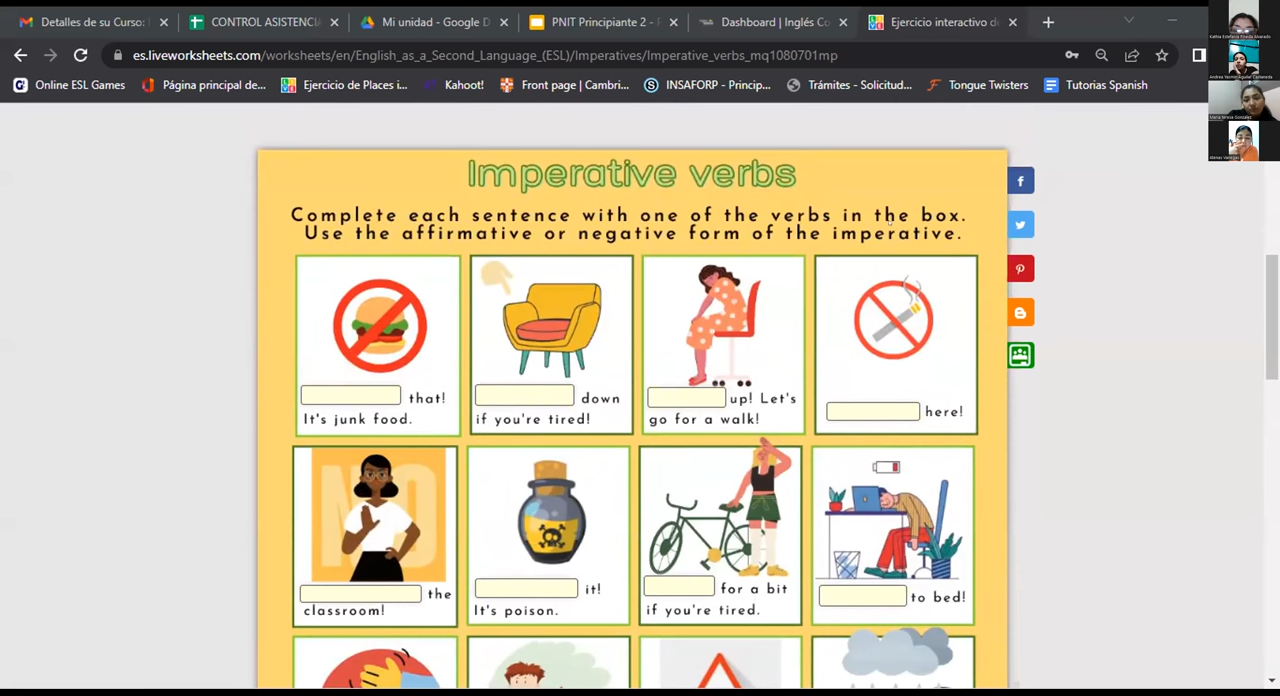 Detalles de su Curso:
CONTROL ASISTENCIA
Mi unidad - Google D
PNIT Principiante 2 -
Dashboard | Inglés Co
Ejercicio interactivo de
es.liveworksheets.com/worksheets/en/English_as_a_Second_Language_(ESL)/Imperatives/Imperative_verbs_mq1080701mp
Online ESL Games
Página principal de...
Ejercicio de Places i...
Kahoot!
Front page | Cambri...
INSAFORP - Princip...
Trámites - Solicitud...
Tongue Twisters
Tutorias Spanish
Imperative verbs
Complete each sentence with one of the verbs in the box.
Use the affirmative or negative form of the imperative.
that!
It's junk food.
down
if you're tired!
up! Let's
go for a walk!
here!
NO
the
classroom!
it!
It's poison.
for a bit
if you're tired.
to bed!